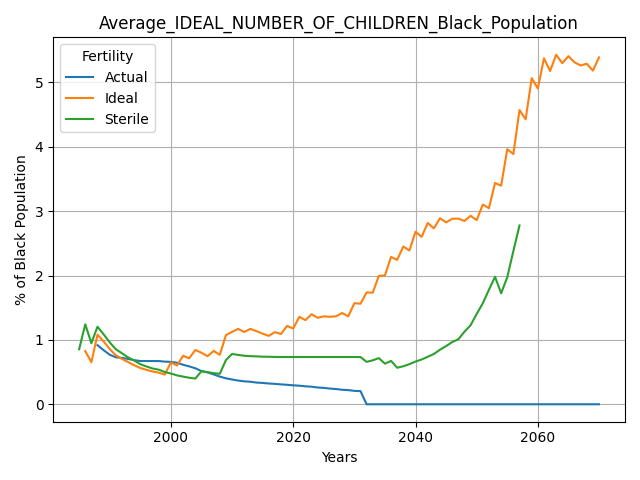 Average_IDEAL_NUMBER_OF_CHILDREN_Black_Population
Fertility
Actual
Ideal
Sterile
% of Black Population
5
4
3
2
1
0
2000 2020 2040 2060
Years